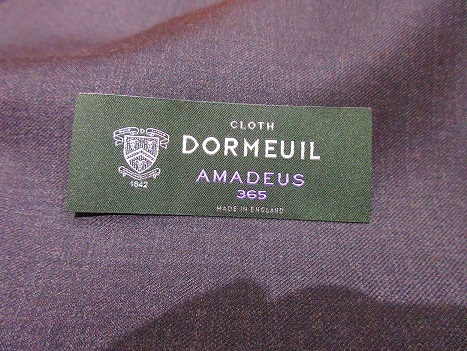 CLOTH
DORMEUIL
AMADEUS
365
MADE IN ENGLAND
1842